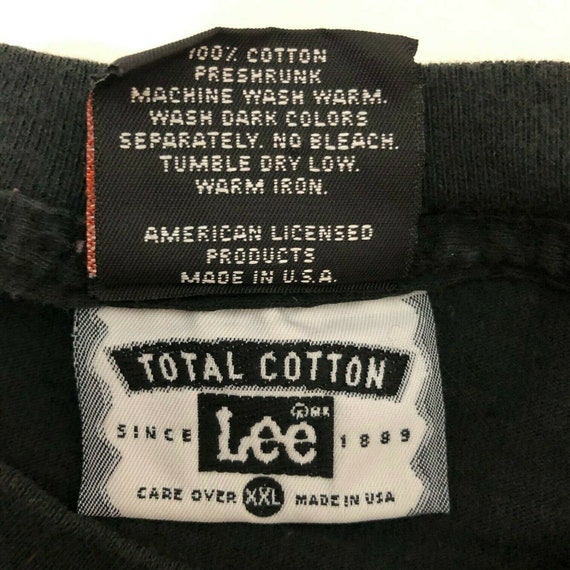 100% COTTON
PRESHRUNK
MACHINE WASH WARM.
WASH DARK COLORS
SEPARATELY. NO BLEACH.
TUMBLE DRY LOW.
WARM IRON.
AMERICAN LICENSED
PRODUCTS
MADE IN U.S.A.
TOTAL COTTON
SINCE Lee ® MR 1889
CARE OVER XXL MADE IN USA